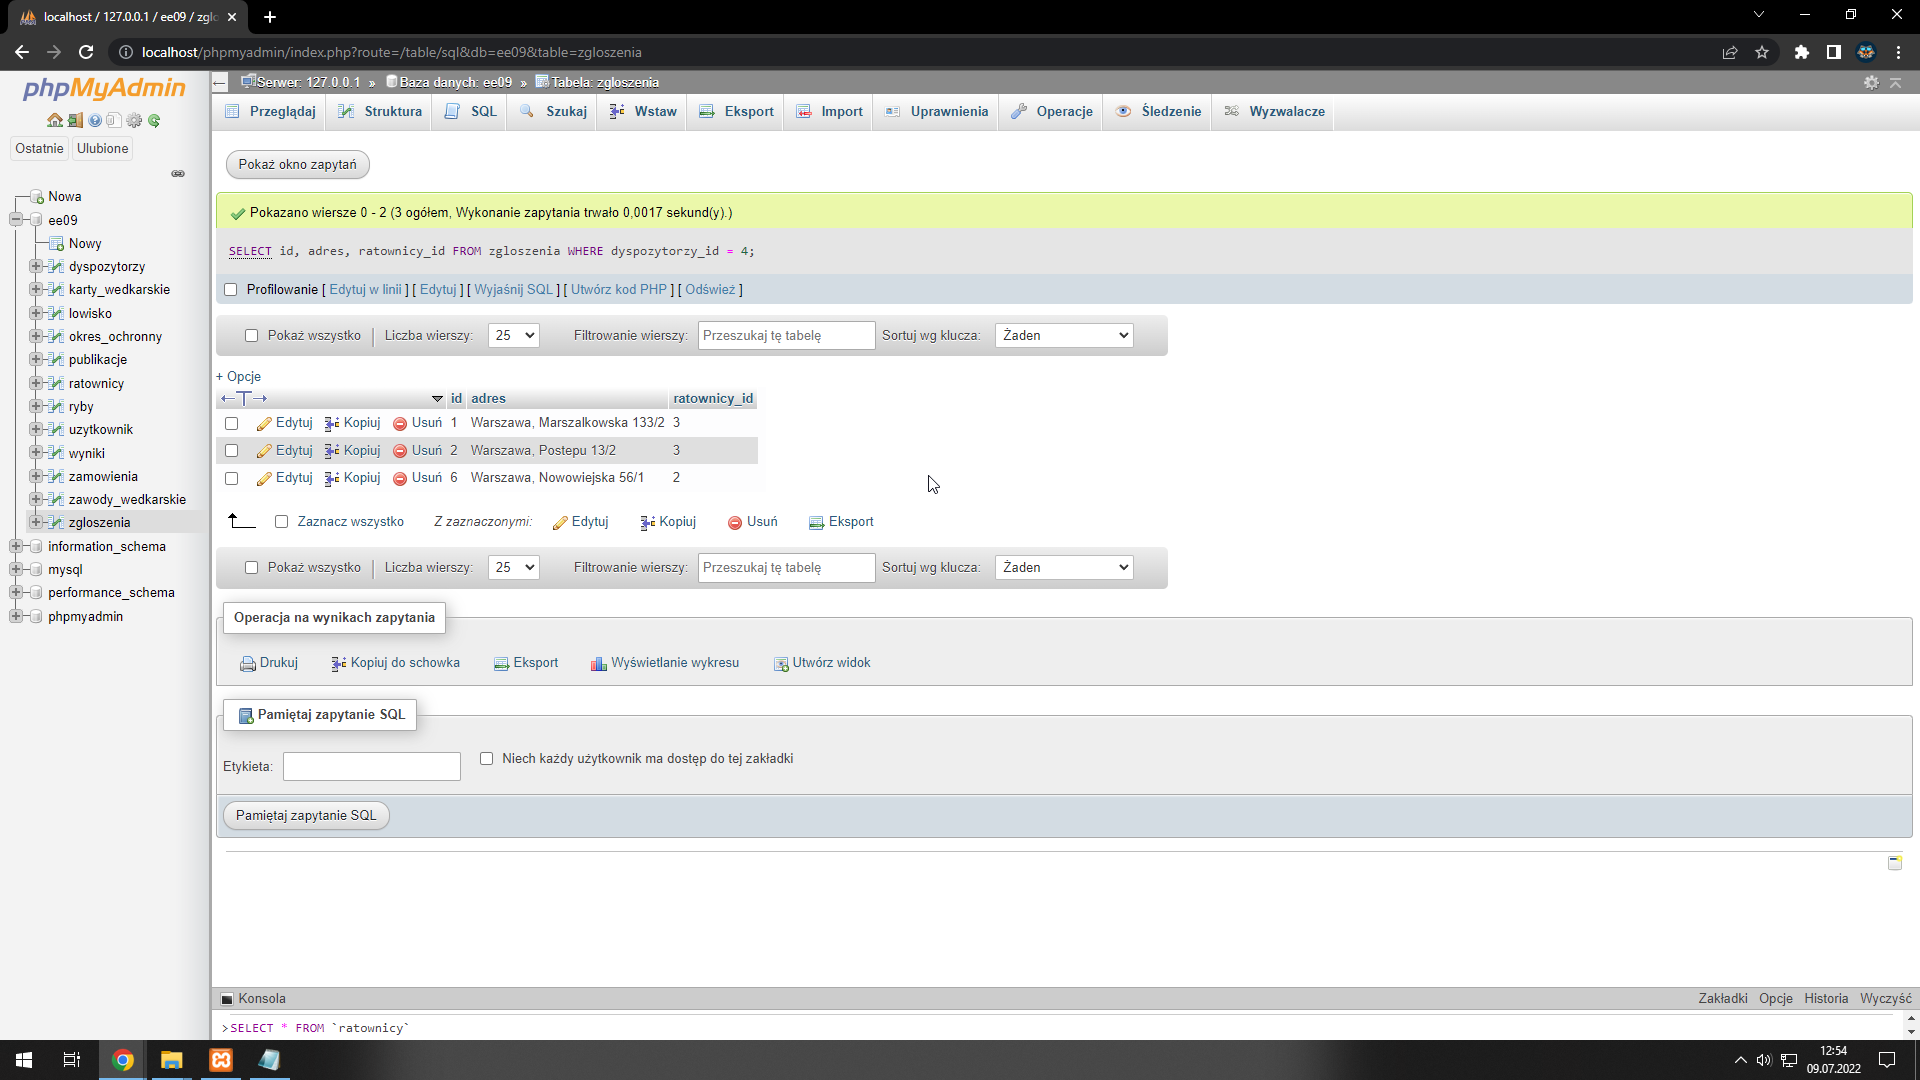 localhost / 127.0.0.1 / ee09 / zglo
localhost/phpmyadmin/index.php?route=/table/sql&db=ee09&table=zgloszenia
phpMyAdmin
Ostatnie Ulubione
Nowa
ee09
Nowy
dyspozytorzy
karty_wedkarskie
lowisko
okres_ochronny
publikacje
ratownicy
ryby
uzytkownik
wyniki
zamowienia
zawody_wedkarskie
zgloszenia
information_schema
mysql
performance_schema
phpmyadmin
Serwer: 127.0.0.1 » Baza danych: ee09 » Tabela: zgloszenia
Przeglądaj Struktura SQL Szukaj Wstaw Eksport Import Uprawnienia Operacje Śledzenie Wyzwalacze
Pokaż okno zapytań
Pokazano wiersze 0 - 2 (3 ogółem, Wykonanie zapytania trwało 0,0017 sekund(y).)
SELECT id, adres, ratownicy_id FROM zgloszenia WHERE dyspozytorzy_id = 4;
Profilowanie [ Edytuj w linii ] [ Edytuj ] [ Wyjaśnij SQL ] [ Utwórz kod PHP ] [ Odśwież ]
Pokaż wszystko Liczba wierszy: 25 Filtrowanie wierszy: Przeszukaj tę tabelę Sortuj wg klucza: Żaden
+ Opcje
←T→ id adres ratownicy_id
Edytuj Kopiuj Usuń 1 Warszawa, Marszalkowska 133/2 3
Edytuj Kopiuj Usuń 2 Warszawa, Postepu 13/2 3
Edytuj Kopiuj Usuń 6 Warszawa, Nowowiejska 56/1 2
Zaznacz wszystko Z zaznaczonymi: Edytuj Kopiuj Usuń Eksport
Pokaż wszystko Liczba wierszy: 25 Filtrowanie wierszy: Przeszukaj tę tabelę Sortuj wg klucza: Żaden
Operacja na wynikach zapytania
Drukuj Kopiuj do schowka Eksport Wyświetlanie wykresu Utwórz widok
Pamiętaj zapytanie SQL
Etykieta: Niech każdy użytkownik ma dostęp do tej zakładki
Pamiętaj zapytanie SQL
Konsola Zakładki Opcje Historia Wyczyść
>SELECT * FROM `ratownicy`
12:54
09.07.2022